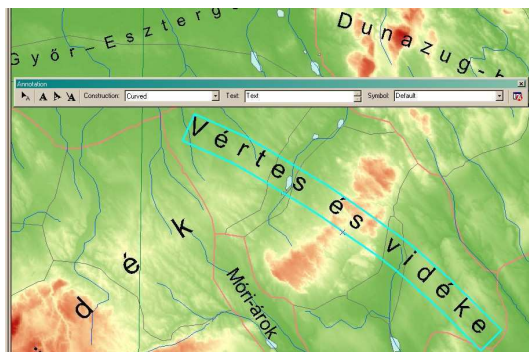 Győr-Eszterg
Dunazug-h
Annotation
Construction: Curved Text: Text Symbol: Default
Vértes és vidéke
d é k
Móri-árok